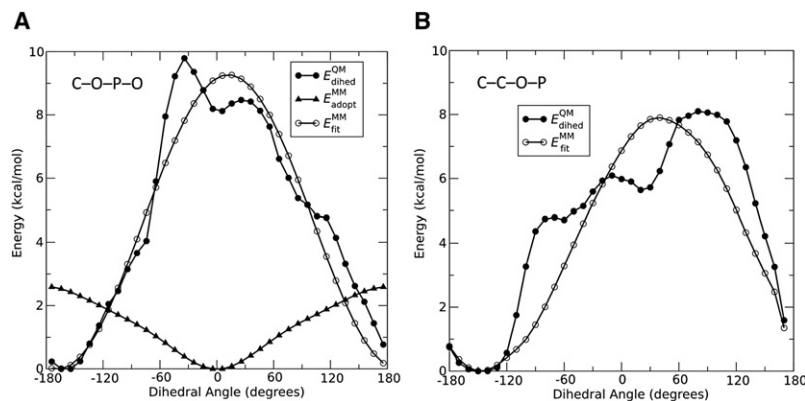 A
C–O–P–O
E^QM_dihed
E^MM_adopt
E^MM_fit
10
8
6
4
2
0
Energy (kcal/mol)
-180 -120 -60 0 60 120 180
Dihedral Angle (degrees)
B
C–C–O–P
E^QM_dihed
E^MM_fit
10
8
6
4
2
0
Energy (kcal/mol)
-180 -120 -60 0 60 120 180
Dihedral Angle (degrees)